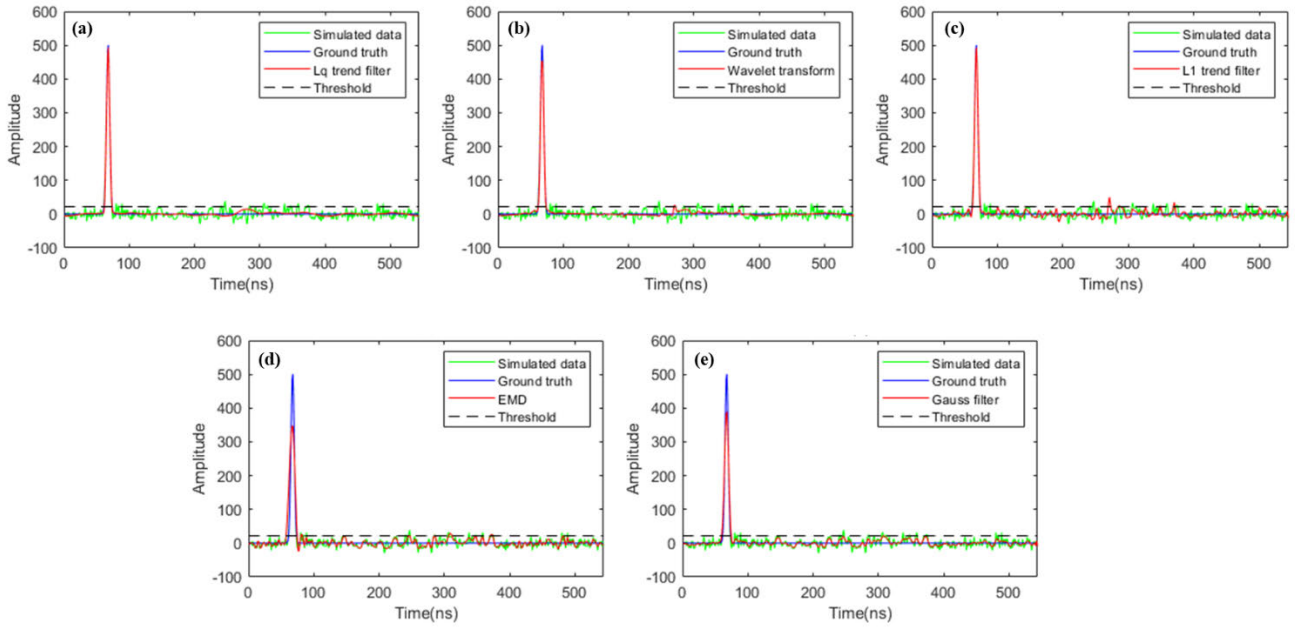 (a)
Simulated data
Ground truth
Lq trend filter
Threshold
600
500
400
300
200
100
0
-100
Amplitude
0 100 200 300 400 500
Time(ns)
(b)
Simulated data
Ground truth
Wavelet transform
Threshold
600
500
400
300
200
100
0
-100
Amplitude
0 100 200 300 400 500
Time(ns)
(c)
Simulated data
Ground truth
L1 trend filter
Threshold
600
500
400
300
200
100
0
-100
Amplitude
0 100 200 300 400 500
Time(ns)
(d)
Simulated data
Ground truth
EMD
Threshold
600
500
400
300
200
100
0
-100
Amplitude
0 100 200 300 400 500
Time(ns)
(e)
Simulated data
Ground truth
Gauss filter
Threshold
600
500
400
300
200
100
0
-100
Amplitude
0 100 200 300 400 500
Time(ns)